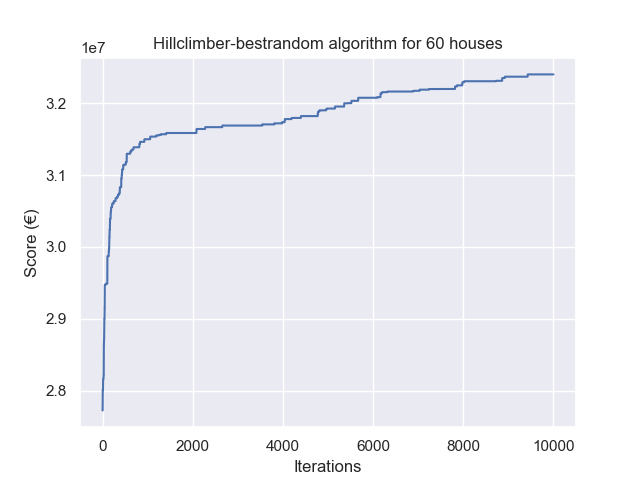 Hillclimber-bestrandom algorithm for 60 houses
1e7
3.2
3.1
3.0
2.9
2.8
Score (€)
0 2000 4000 6000 8000 10000
Iterations